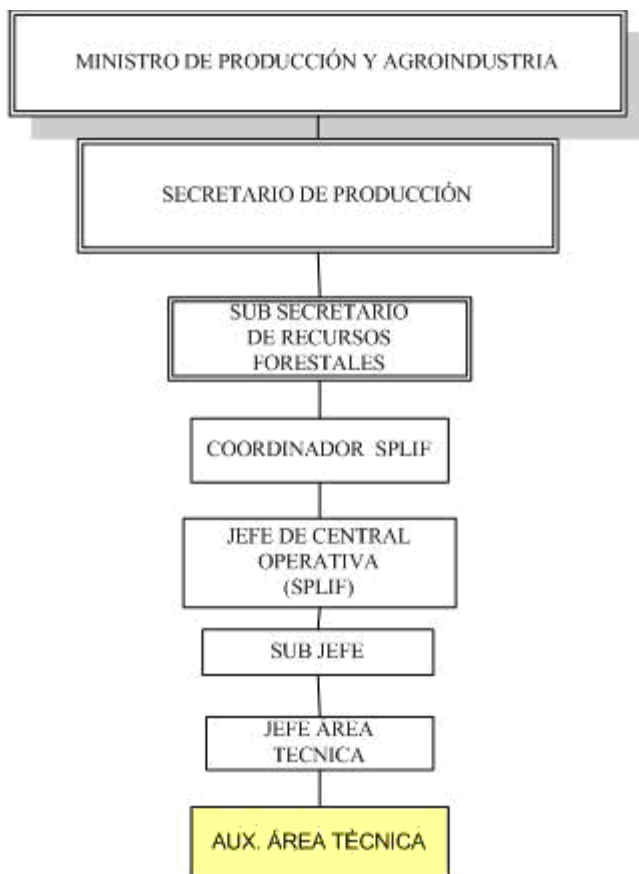 MINISTRO DE PRODUCCIÓN Y AGROINDUSTRIA
SECRETARIO DE PRODUCCIÓN
SUB SECRETARIO
DE RECURSOS
FORESTALES
COORDINADOR SPLIF
JEFE DE CENTRAL
OPERATIVA
(SPLIF)
SUB JEFE
JEFE ÁREA
TECNICA
AUX. ÁREA TÉCNICA